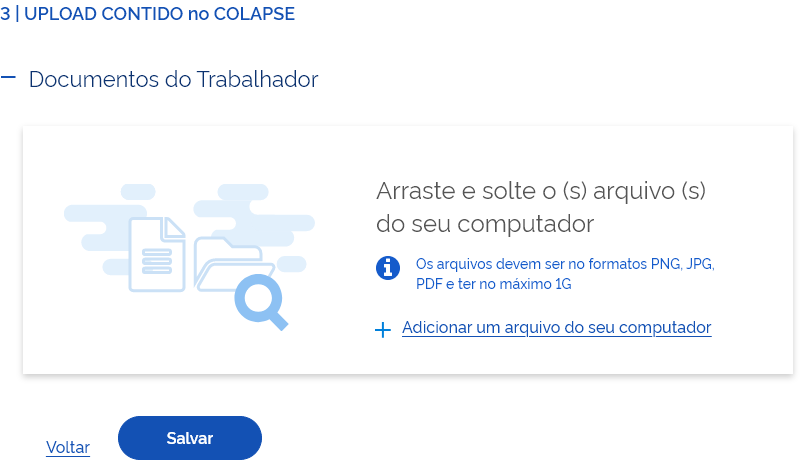 3 | UPLOAD CONTIDO no COLAPSE
Documentos do Trabalhador
Arraste e solte o (s) arquivo (s)
do seu computador
Os arquivos devem ser no formatos PNG, JPG,
PDF e ter no máximo 1G
Adicionar um arquivo do seu computador
Voltar
Salvar